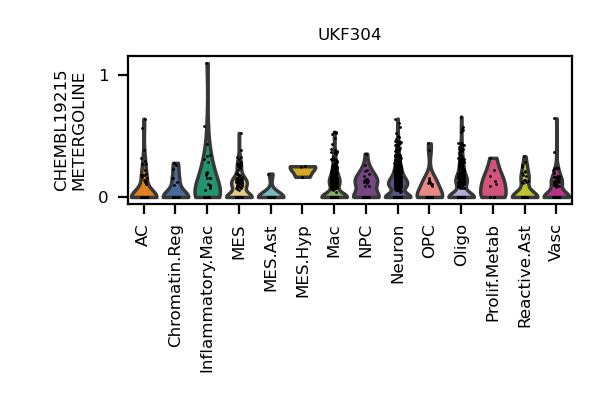 UKF304
CHEMBL19215
METERGOLINE
1
0
AC
Chromatin.Reg
Inflammatory.Mac
MES
MES.Ast
MES.Hyp
Mac
NPC
Neuron
OPC
Oligo
Prolif.Metab
Reactive.Ast
Vasc